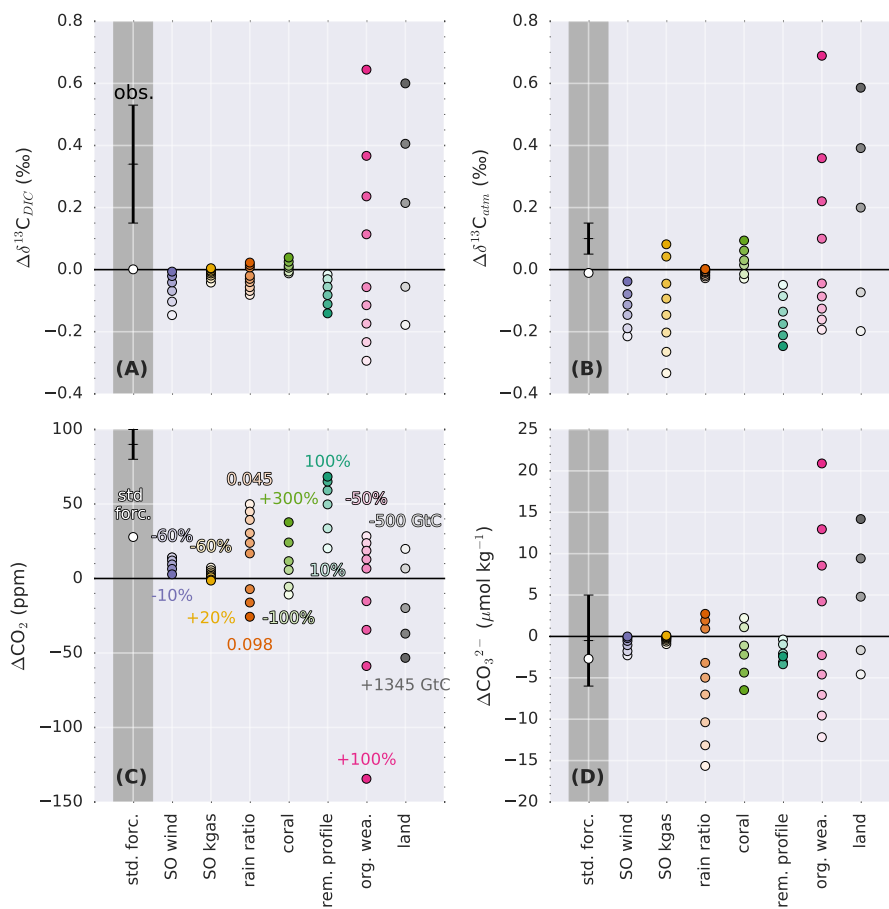 0.8
0.6
0.4
0.2
0.0
−0.2
−0.4
Δδ¹³C_DIC (‰)
obs.
(A)
0.8
0.6
0.4
0.2
0.0
−0.2
−0.4
Δδ¹³C_atm (‰)
(B)
100
50
0
−50
−100
−150
ΔCO₂ (ppm)
std
forc.
-60%
-10%
-60%
+20%
0.045
0.098
+300%
-100%
100%
10%
-50%
-500 GtC
+1345 GtC
+100%
(C)
std. forc.
SO wind
SO kgas
rain ratio
coral
rem. profile
org. wea.
land
25
20
15
10
5
0
−5
−10
−15
−20
ΔCO₃²⁻ (μmol kg⁻¹)
(D)
std. forc.
SO wind
SO kgas
rain ratio
coral
rem. profile
org. wea.
land